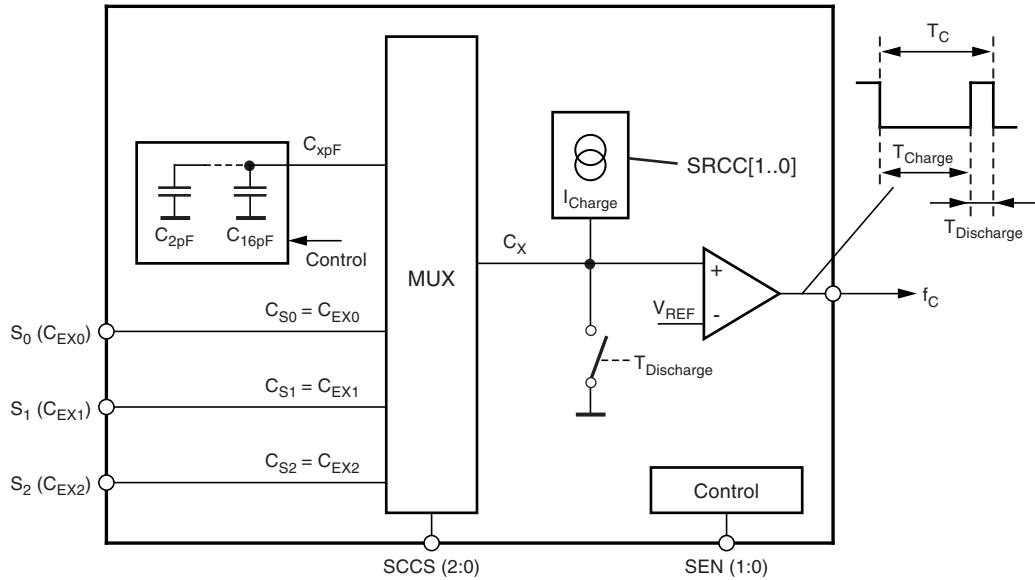 T_C
T_Charge
T_Discharge
C_xpF
C_2pF
C_16pF
Control
I_Charge
SRCC[1..0]
MUX
C_X
+
V_REF
-
f_C
T_Discharge
S_0 (C_EX0)
C_S0 = C_EX0
S_1 (C_EX1)
C_S1 = C_EX1
S_2 (C_EX2)
C_S2 = C_EX2
Control
SCCS (2:0)
SEN (1:0)